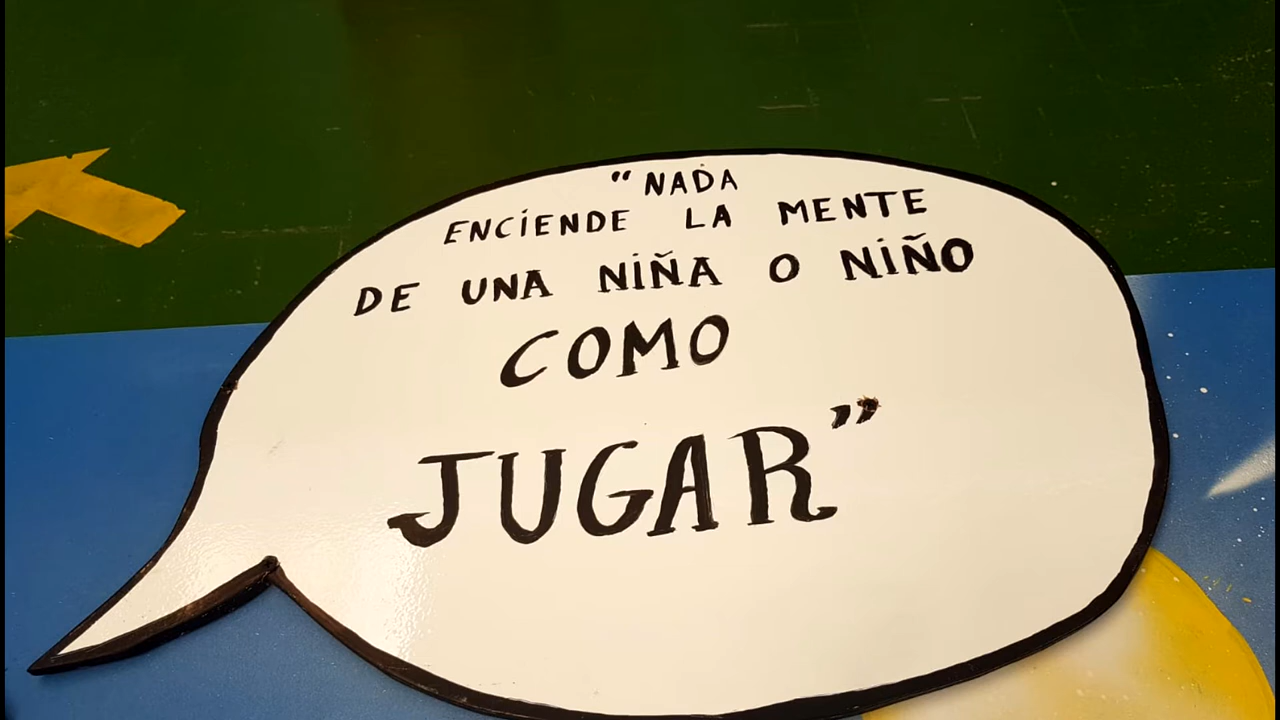 “NADA
ENCIENDE LA MENTE
DE UNA NIÑA O NIÑO
COMO
JUGAR”